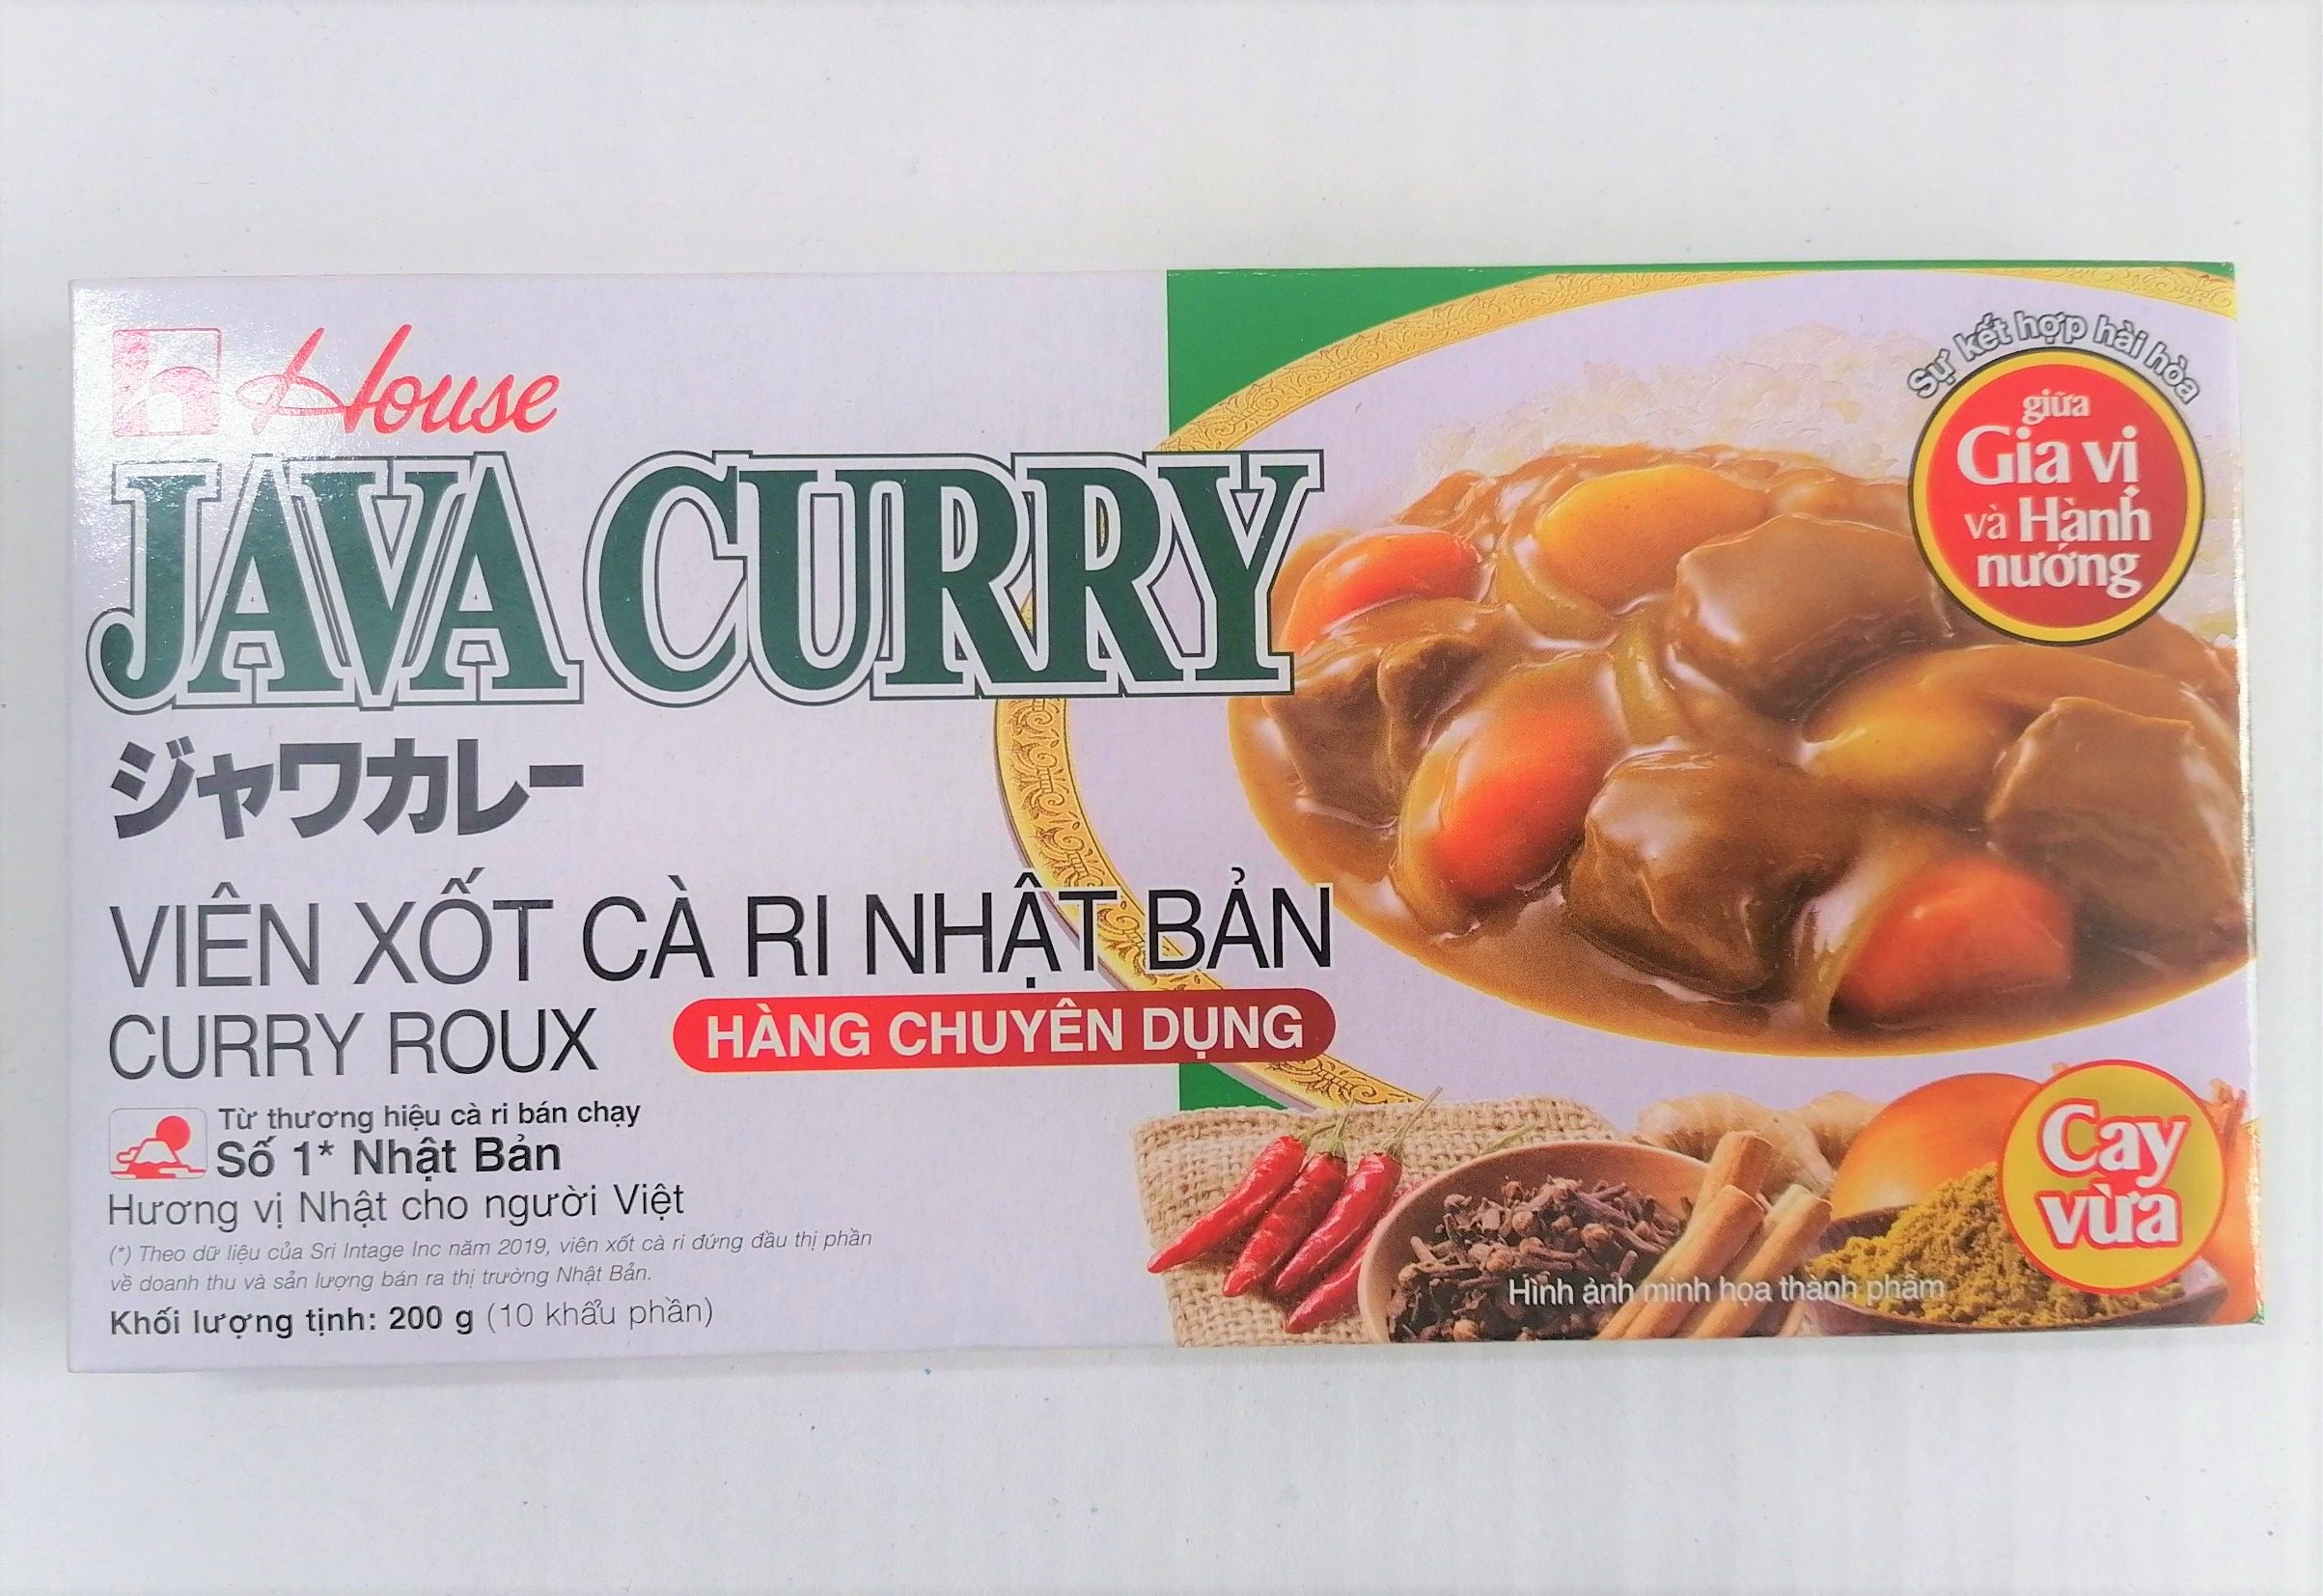 h House
JAVA CURRY
ジャワカレー
VIÊN XỐT CÀ RI NHẬT BẢN
CURRY ROUX
HÀNG CHUYÊN DỤNG
Từ thương hiệu cà ri bán chạy
Số 1* Nhật Bản
Hương vị Nhật cho người Việt
(*) Theo dữ liệu của Sri Intage Inc năm 2019, viên xốt cà ri đứng đầu thị phần
về doanh thu và sản lượng bán ra thị trường Nhật Bản.
Khối lượng tịnh: 200 g (10 khẩu phần)
Sự kết hợp hài hòa
giữa
Gia vị
và Hành
nướng
Cay
vừa
Hình ảnh minh họa thành phẩm